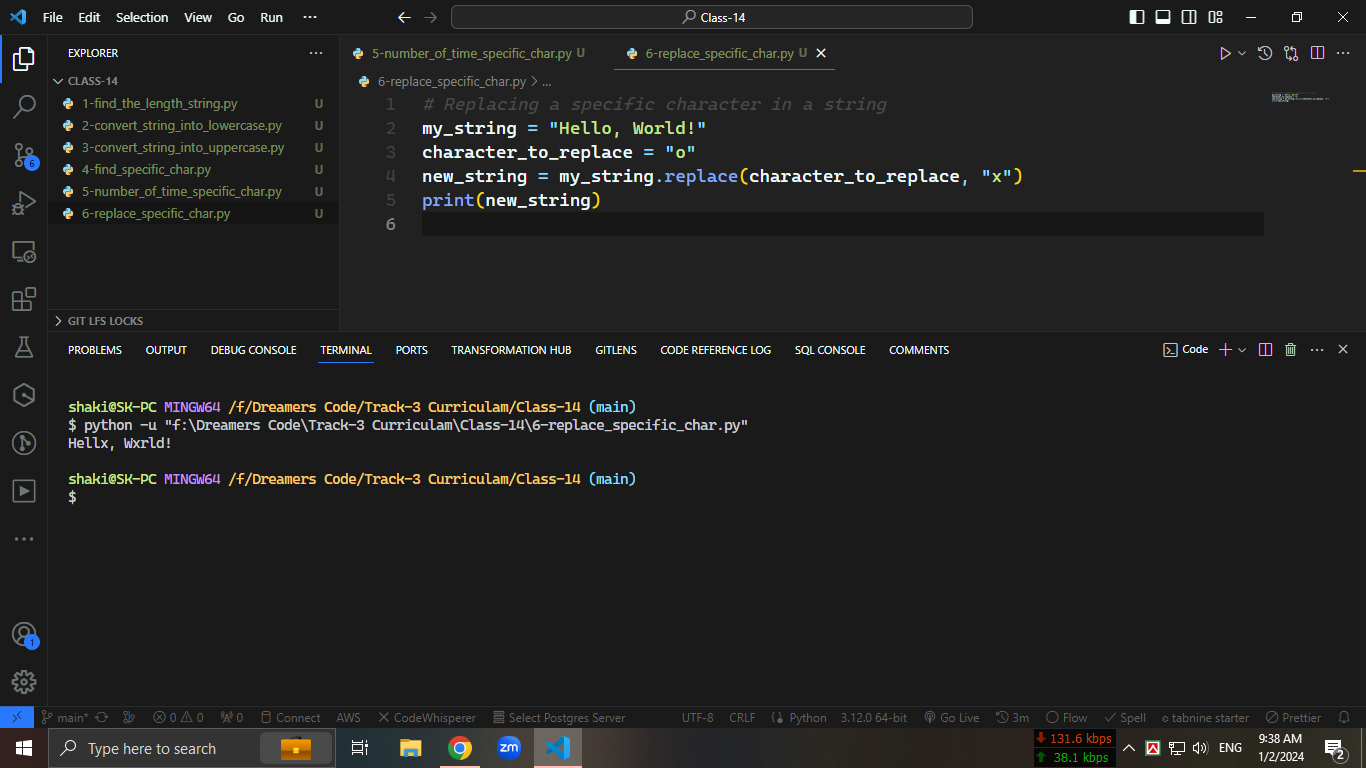 File Edit Selection View Go Run ··· Class-14
EXPLORER ···
CLASS-14
1-find_the_length_string.py U
2-convert_string_into_lowercase.py U
3-convert_string_into_uppercase.py U
4-find_specific_char.py U
5-number_of_time_specific_char.py U
6-replace_specific_char.py U
GIT LFS LOCKS
5-number_of_time_specific_char.py U 6-replace_specific_char.py U
6-replace_specific_char.py > ...
1 # Replacing a specific character in a string
2 my_string = "Hello, World!"
3 character_to_replace = "o"
4 new_string = my_string.replace(character_to_replace, "x")
5 print(new_string)
6
PROBLEMS OUTPUT DEBUG CONSOLE TERMINAL PORTS TRANSFORMATION HUB GITLENS CODE REFERENCE LOG SQL CONSOLE COMMENTS Code
shaki@SK-PC MINGW64 /f/Dreamers Code/Track-3 Curriculam/Class-14 (main)
$ python -u "f:\Dreamers Code\Track-3 Curriculam\Class-14\6-replace_specific_char.py"
Hellx, Wxrld!
shaki@SK-PC MINGW64 /f/Dreamers Code/Track-3 Curriculam/Class-14 (main)
$
6
1
main* 0 0 0 Connect AWS CodeWhisperer Select Postgres Server UTF-8 CRLF Python 3.12.0 64-bit Go Live 3m Flow Spell tabnine starter Prettier
Type here to search zm 131.6 kbps ENG 9:38 AM
38.1 kbps 1/2/2024 2